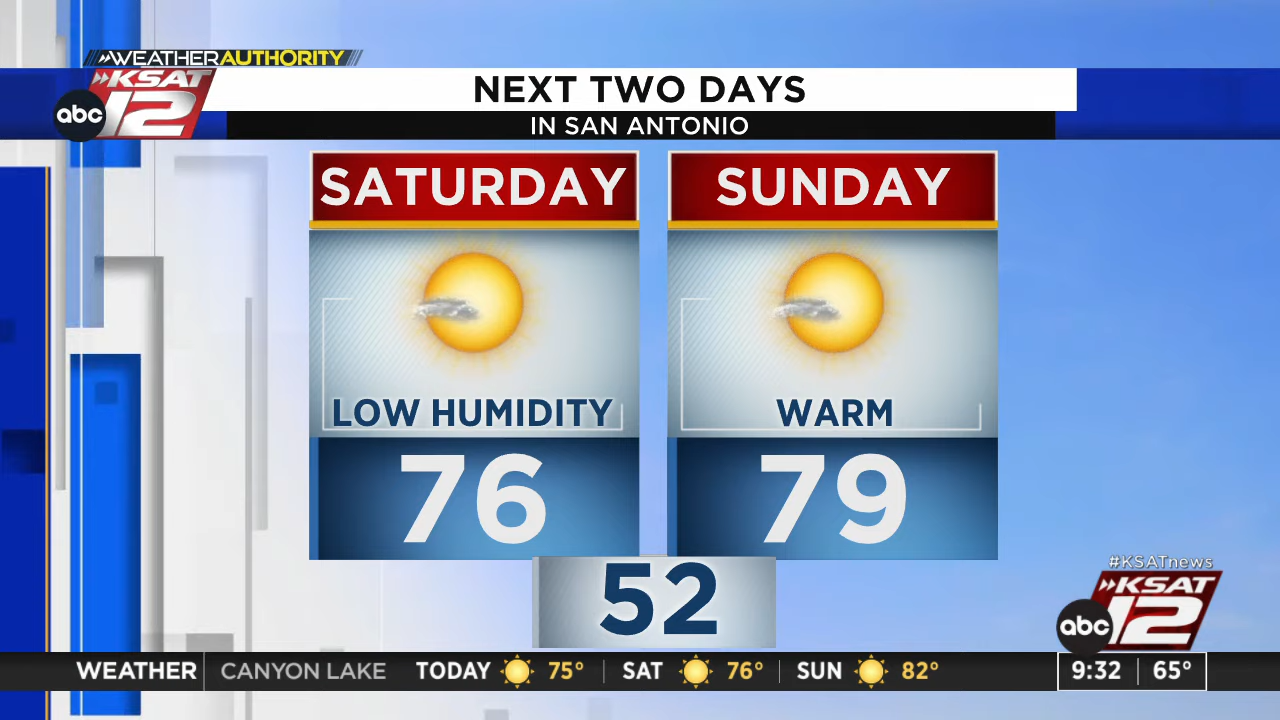 WEATHERAUTHORITY
KSAT
abc 12
NEXT TWO DAYS
IN SAN ANTONIO
SATURDAY
LOW HUMIDITY
76
SUNDAY
WARM
79
52
#KSATnews
KSAT
abc 12
WEATHER CANYON LAKE TODAY 75° SAT 76° SUN 82° 9:32 65°